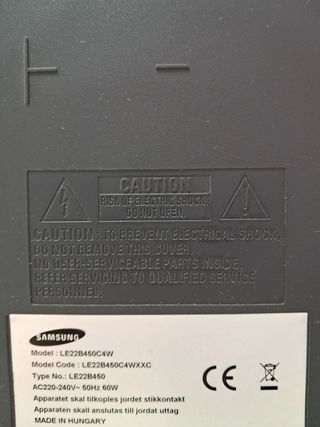 CAUTION
RISK OF ELECTRIC SHOCK.
DO NOT OPEN.
CAUTION : TO PREVENT ELECTRICAL SHOCK,
DO NOT REMOVE THIS COVER.
NO USER-SERVICEABLE PARTS INSIDE.
REFER SERVICING TO QUALIFIED SERVICE
PERSONNEL.
SAMSUNG
Model : LE22B450C4W
Model Code : LE22B450C4WXXC
Type No.: LE22B450
AC220-240V~ 50Hz 60W
Apparatet skal tilkoples jordet stikkontakt
Apparaten skall anslutas till jordat uttag
MADE IN HUNGARY
CE